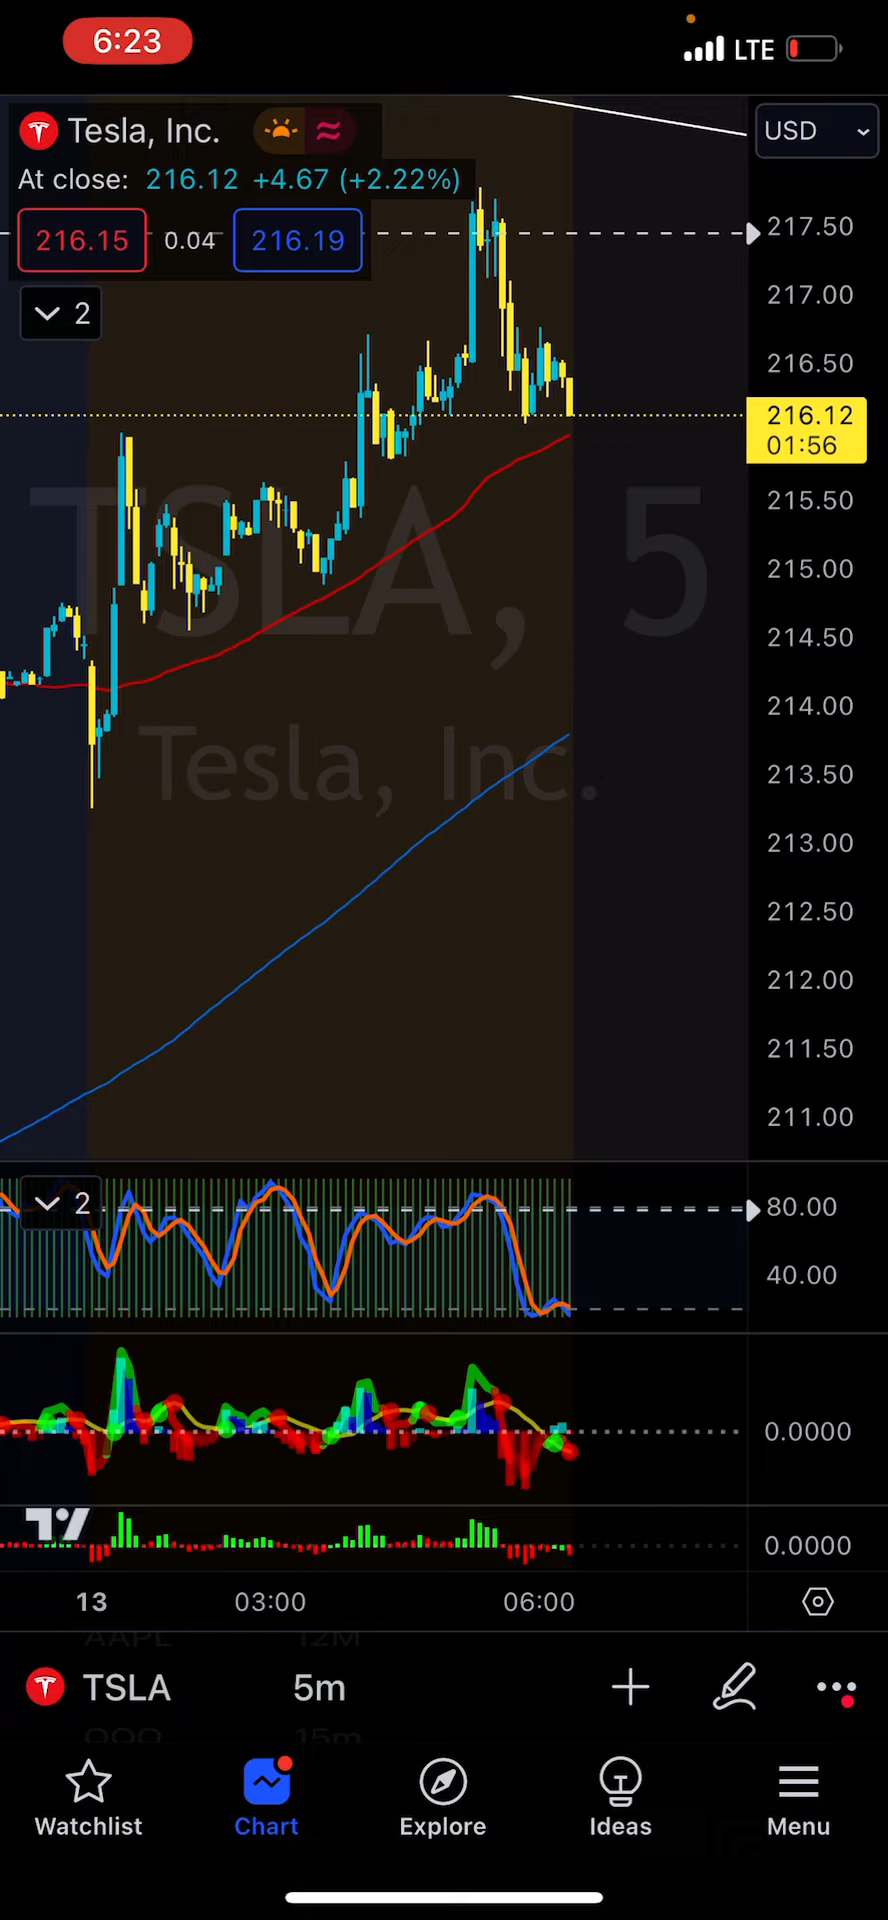 6:23 LTE
Tesla, Inc. USD
At close: 216.12 +4.67 (+2.22%)
216.15 0.04 216.19
217.50
217.00
2
216.50
216.12
01:56
215.50
TSLA, 5
215.00
214.50
214.00
Tesla, Inc.
213.50
213.00
212.50
212.00
211.50
211.00
2
80.00
40.00
0.0000
0.0000
13 03:00 06:00
AAPL 12M
TSLA 5m
QQQ 15m
Watchlist Chart Explore Ideas Menu